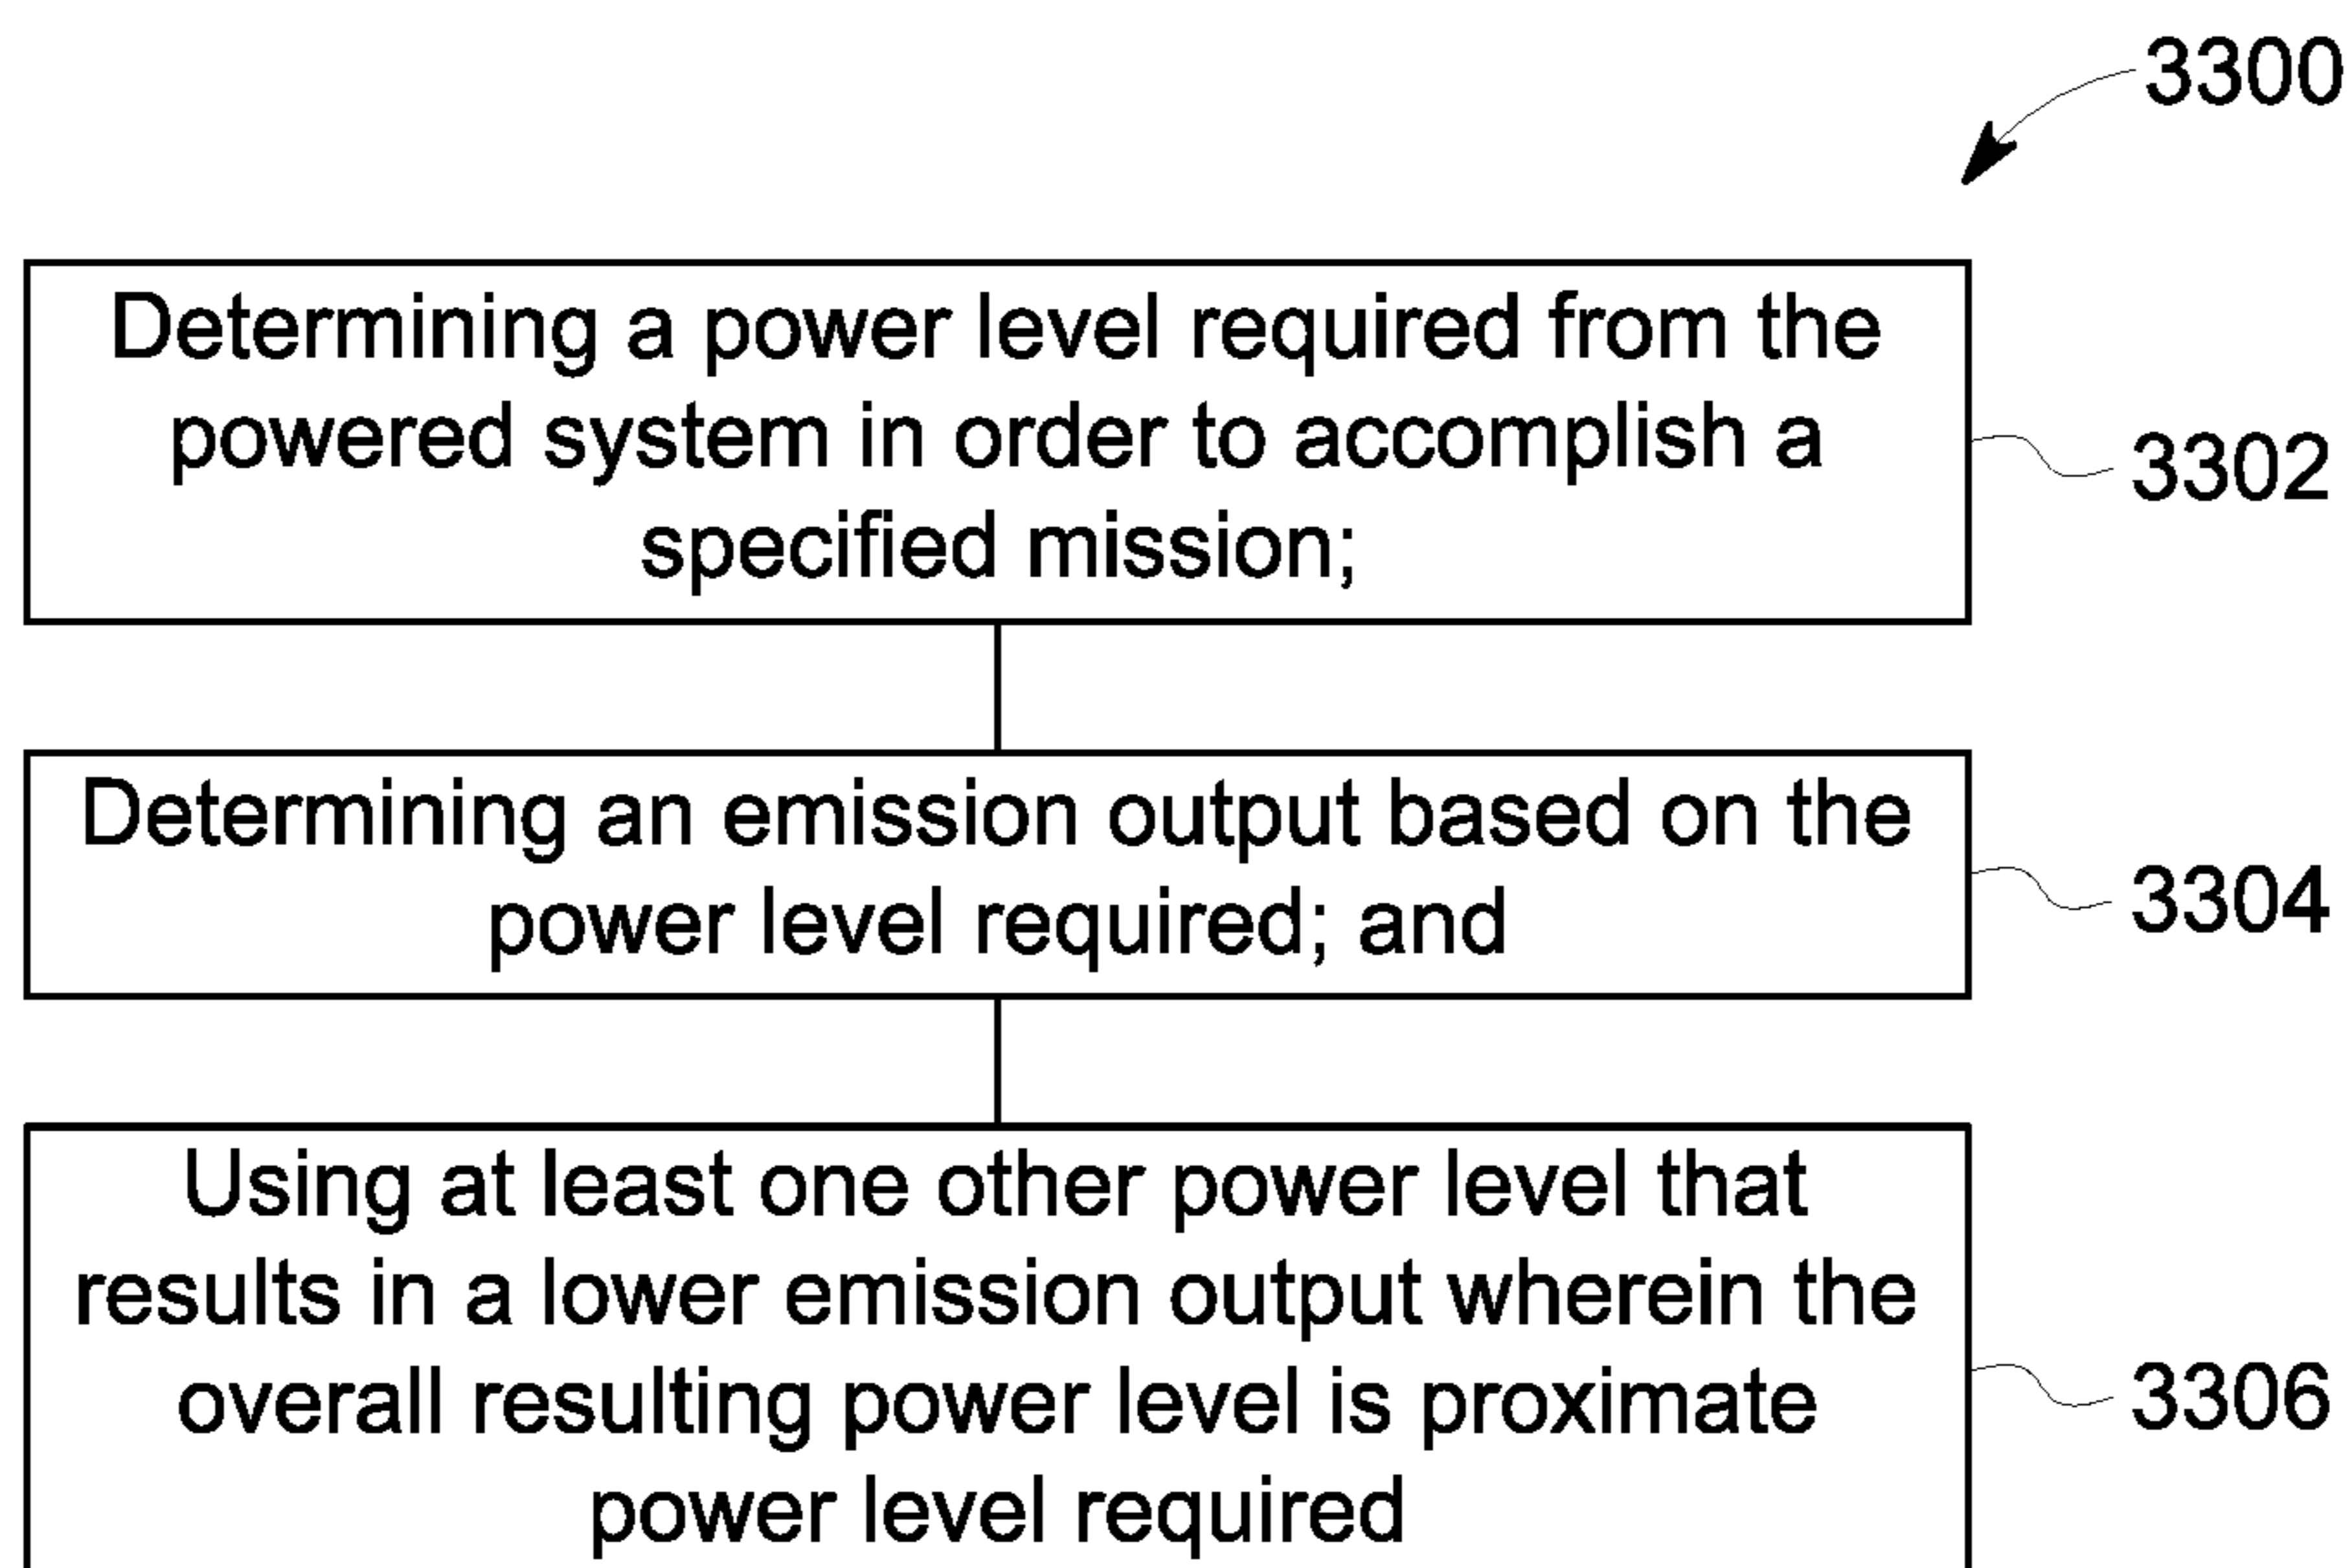 3300
Determining a power level required from the
powered system in order to accomplish a
specified mission;
3302
Determining an emission output based on the
power level required; and
3304
Using at least one other power level that
results in a lower emission output wherein the
overall resulting power level is proximate
power level required
3306